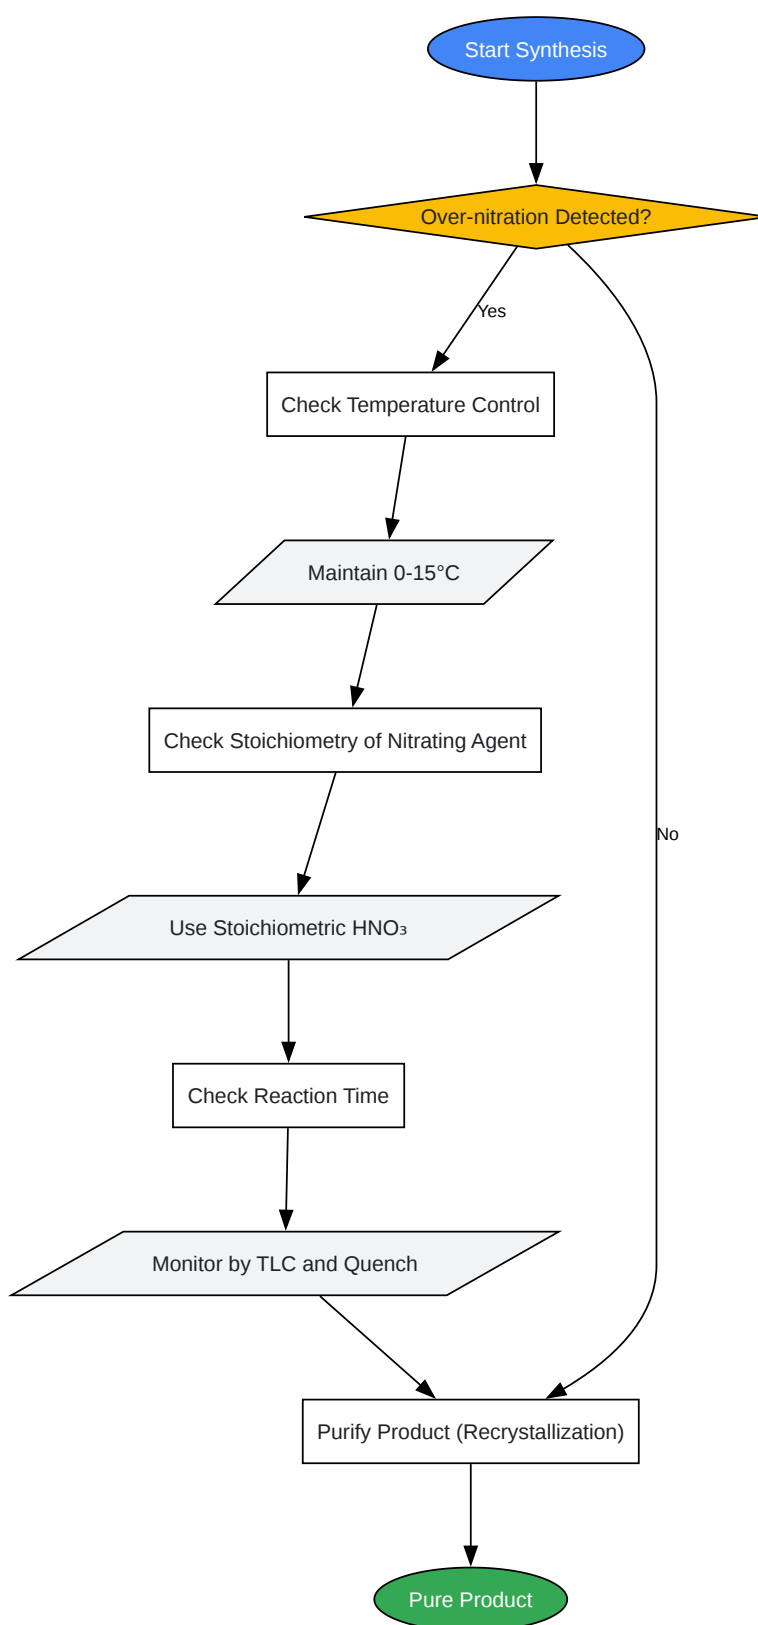 Start Synthesis
Over-nitration Detected?
Yes
Check Temperature Control
Maintain 0-15°C
Check Stoichiometry of Nitrating Agent
No
Use Stoichiometric HNO₃
Check Reaction Time
Monitor by TLC and Quench
Purify Product (Recrystallization)
Pure Product